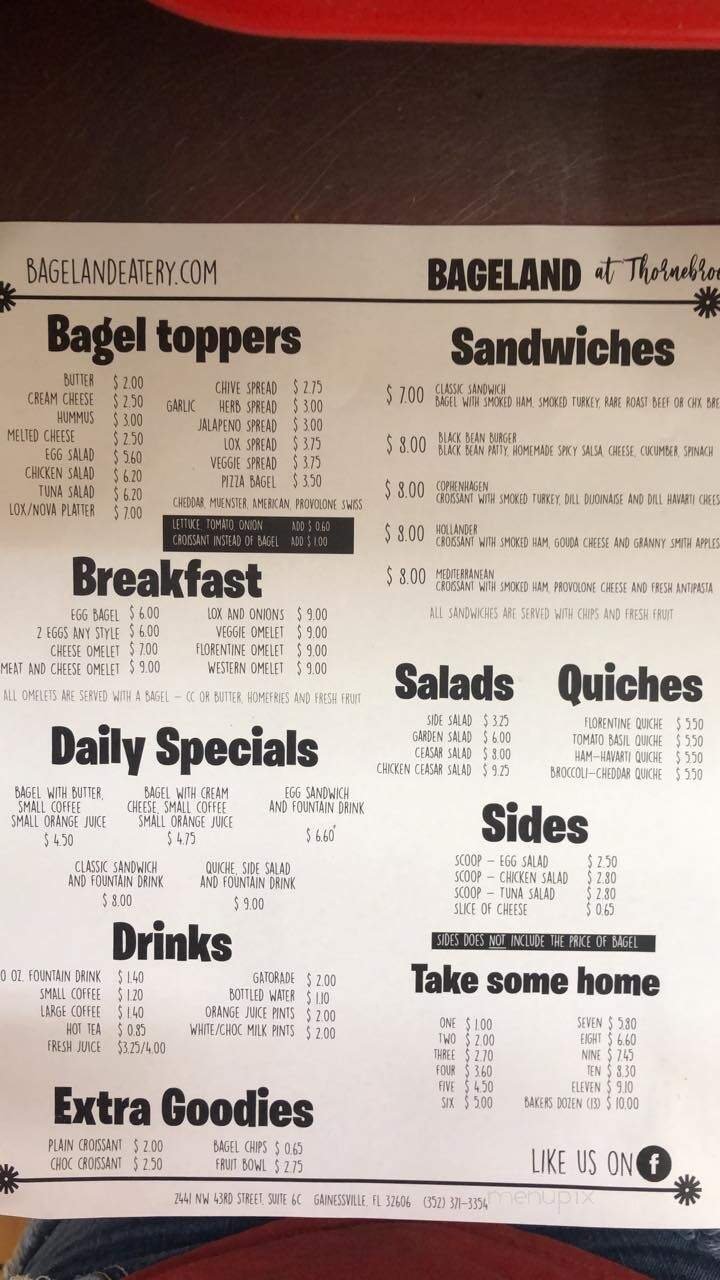 BAGELANDEATERY.COM
BAGELAND at Thornebroo
Bagel toppers
BUTTER $ 2.00
CREAM CHEESE $ 2.50
HUMMUS $ 3.00
MELTED CHEESE $ 2.50
EGG SALAD $ 5.60
CHICKEN SALAD $ 6.20
TUNA SALAD $ 6.20
LOX/NOVA PLATTER $ 7.00
CHIVE SPREAD $ 2.75
GARLIC HERB SPREAD $ 3.00
JALAPENO SPREAD $ 3.00
LOX SPREAD $ 3.75
VEGGIE SPREAD $ 3.75
PIZZA BAGEL $ 3.50
CHEDDAR, MUENSTER, AMERICAN, PROVOLONE SWISS
LETTUCE, TOMATO, ONION ADD $ 0.60
CROISSANT INSTEAD OF BAGEL ADD $ 1.00
Breakfast
EGG BAGEL $ 6.00
2 EGGS ANY STYLE $ 6.00
CHEESE OMELET $ 7.00
MEAT AND CHEESE OMELET $ 9.00
LOX AND ONIONS $ 9.00
VEGGIE OMELET $ 9.00
FLORENTINE OMELET $ 9.00
WESTERN OMELET $ 9.00
ALL OMELETS ARE SERVED WITH A BAGEL – CC OR BUTTER, HOMEFRIES AND FRESH FRUIT
Daily Specials
BAGEL WITH BUTTER,
SMALL COFFEE
SMALL ORANGE JUICE
$ 4.50
BAGEL WITH CREAM
CHEESE, SMALL COFFEE
SMALL ORANGE JUICE
$ 4.75
EGG SANDWICH
AND FOUNTAIN DRINK
$ 6.60
CLASSIC SANDWICH
AND FOUNTAIN DRINK
$ 8.00
QUICHE, SIDE SALAD
AND FOUNTAIN DRINK
$ 9.00
Drinks
0 OZ. FOUNTAIN DRINK $ 1.40
SMALL COFFEE $ 1.20
LARGE COFFEE $ 1.40
HOT TEA $ 0.85
FRESH JUICE $3.25/4.00
GATORADE $ 2.00
BOTTLED WATER $ 1.10
ORANGE JUICE PINTS $ 2.00
WHITE/CHOC MILK PINTS $ 2.00
Extra Goodies
PLAIN CROISSANT $ 2.00
CHOC CROISSANT $ 2.50
BAGEL CHIPS $ 0.65
FRUIT BOWL $ 2.75
Sandwiches
$ 7.00 CLASSIC SANDWICH
BAGEL WITH SMOKED HAM, SMOKED TURKEY, RARE ROAST BEEF OR CHX BRE
$ 8.00 BLACK BEAN BURGER
BLACK BEAN PATTY, HOMEMADE SPICY SALSA, CHEESE, CUCUMBER, SPINACH
$ 8.00 COPHENHAGEN
CROISSANT WITH SMOKED TURKEY, DILL DIJOINAISE AND DILL HAVARTI CHEES
$ 8.00 HOLLANDER
CROISSANT WITH SMOKED HAM, GOUDA CHEESE AND GRANNY SMITH APPLES
$ 8.00 MEDITERRANEAN
CROISSANT WITH SMOKED HAM, PROVOLONE CHEESE AND FRESH ANTIPASTA
ALL SANDWICHES ARE SERVED WITH CHIPS AND FRESH FRUIT
Salads
SIDE SALAD $ 3.25
GARDEN SALAD $ 6.00
CEASAR SALAD $ 8.00
CHICKEN CEASAR SALAD $ 9.25
Quiches
FLORENTINE QUICHE $ 5.50
TOMATO BASIL QUICHE $ 5.50
HAM-HAVARTI QUICHE $ 5.50
BROCCOLI-CHEDDAR QUICHE $ 5.50
Sides
SCOOP – EGG SALAD $ 2.50
SCOOP – CHICKEN SALAD $ 2.80
SCOOP – TUNA SALAD $ 2.80
SLICE OF CHEESE $ 0.65
SIDES DOES NOT INCLUDE THE PRICE OF BAGEL
Take some home
ONE $ 1.00
TWO $ 2.00
THREE $ 2.70
FOUR $ 3.60
FIVE $ 4.50
SIX $ 5.00
SEVEN $ 5.80
EIGHT $ 6.60
NINE $ 7.45
TEN $ 8.30
ELEVEN $ 9.10
BAKERS DOZEN (13) $ 10.00
LIKE US ON f
2441 NW 43RD STREET, SUITE 6C GAINESSVILLE, FL 32606 (352) 371-3354
menupix